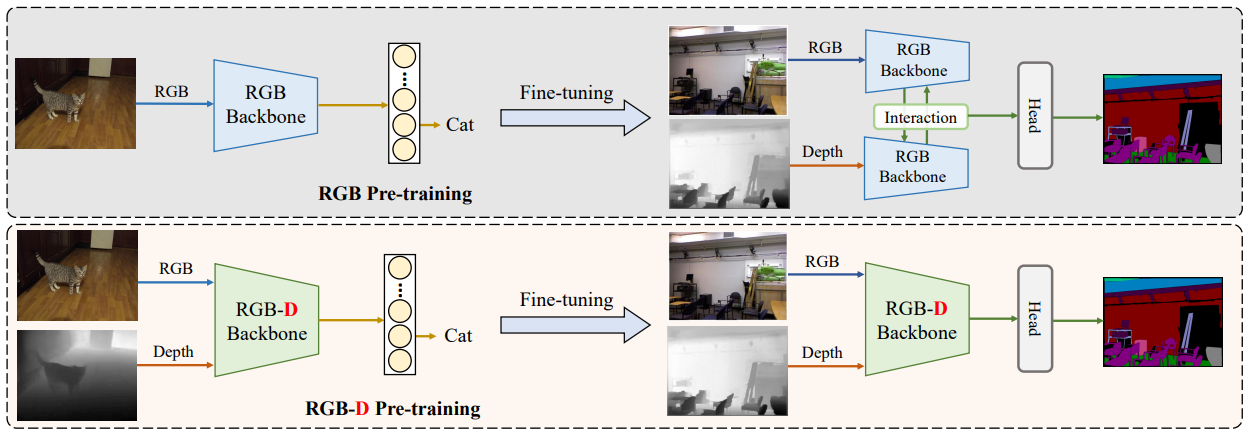 RGB
RGB
Backbone
Cat
RGB Pre-training
Fine-tuning
RGB
RGB
Backbone
Interaction
Depth
RGB
Backbone
Head
RGB
Depth
RGB-D
Backbone
Cat
RGB-D Pre-training
Fine-tuning
RGB
Depth
RGB-D
Backbone
Head